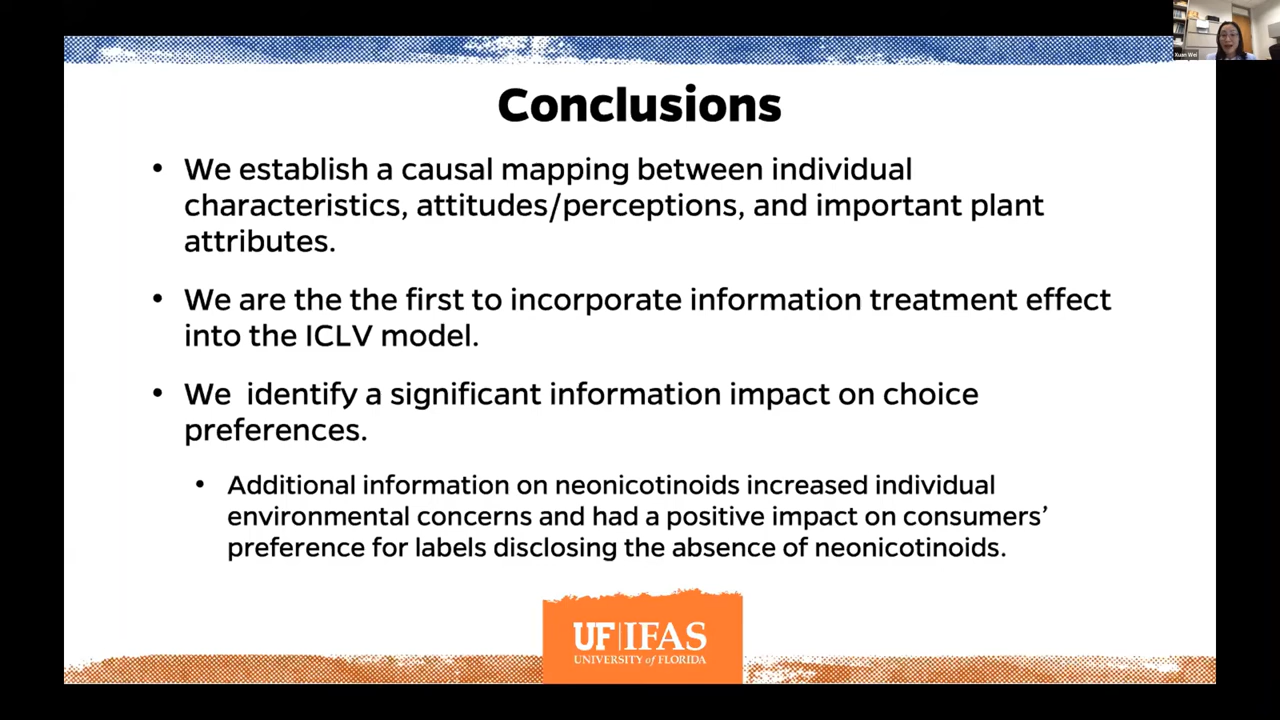 Xuan Wei
Conclusions
• We establish a causal mapping between individual
characteristics, attitudes/perceptions, and important plant
attributes.
• We are the the first to incorporate information treatment effect
into the ICLV model.
• We  identify a significant information impact on choice
preferences.
• Additional information on neonicotinoids increased individual
environmental concerns and had a positive impact on consumers’
preference for labels disclosing the absence of neonicotinoids.
UF|IFAS
UNIVERSITY of FLORIDA